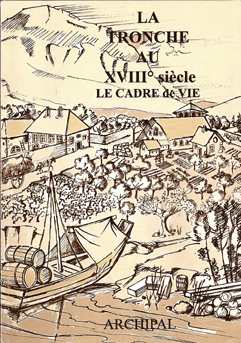 LA
TRONCHE
AU
XVIII° siècle
LE CADRE de VIE
ARCHIPAL